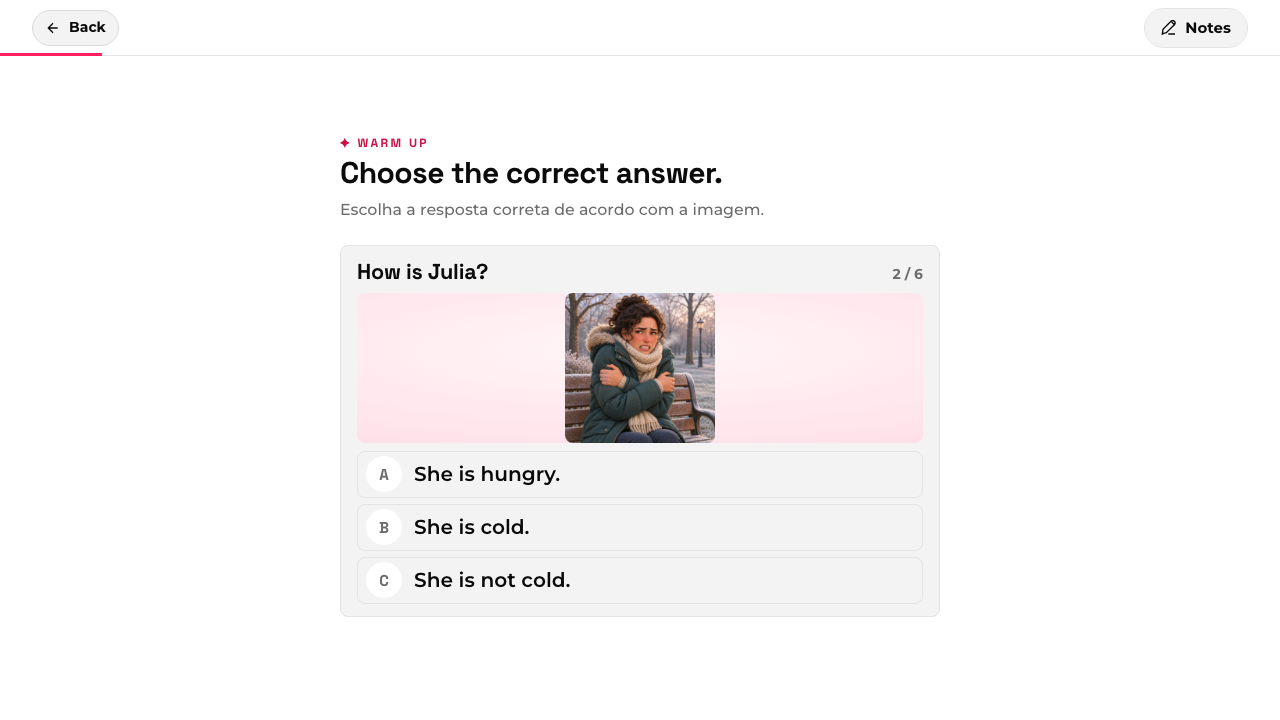 Back
Notes
WARM UP
Choose the correct answer.
Escolha a resposta correta de acordo com a imagem.
How is Julia?
2 / 6
A She is hungry.
B She is cold.
C She is not cold.